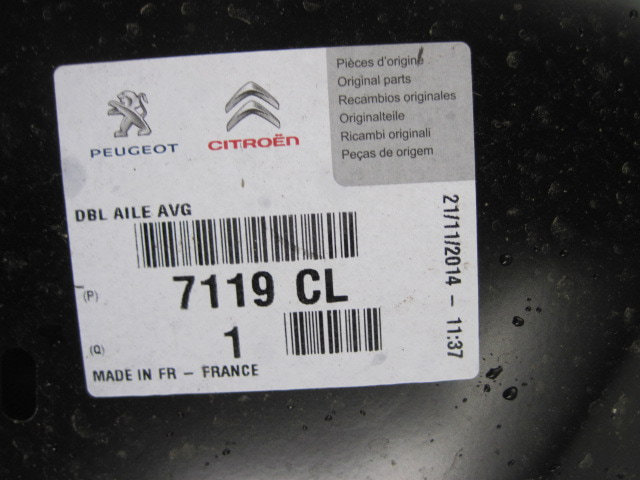 PEUGEOT
CITROËN
Pièces d'origine
Original parts
Recambios originales
Originalteile
Ricambi originali
Peças de origem
DBL AILE AVG
(P) 7119 CL
(Q) 1
MADE IN FR - FRANCE
21/11/2014 - 11:37